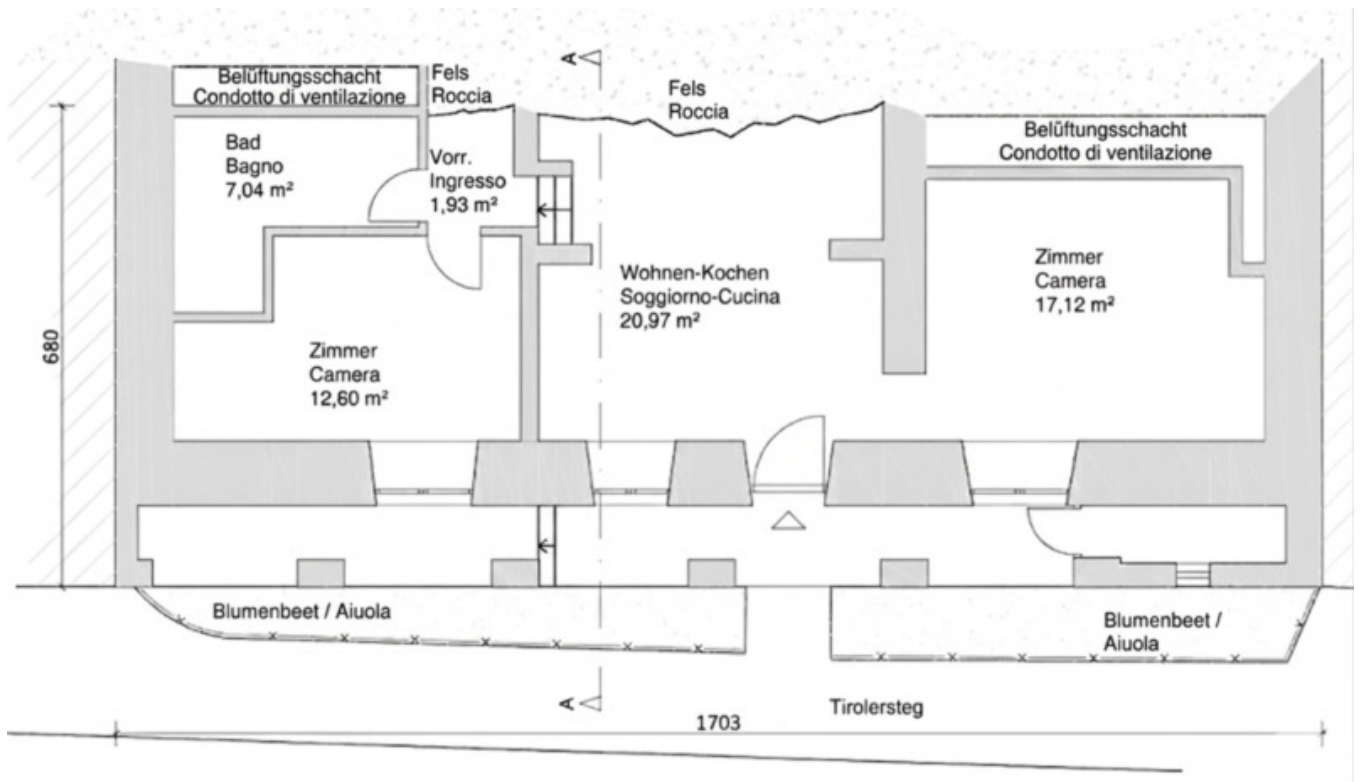 Belüftungsschacht
Condotto di ventilazione
Fels
Roccia
A
Fels
Roccia
Belüftungsschacht
Condotto di ventilazione
Bad
Bagno
7,04 m²
Vorr.
Ingresso
1,93 m²
Wohnen-Kochen
Soggiorno-Cucina
20,97 m²
Zimmer
Camera
17,12 m²
680
Zimmer
Camera
12,60 m²
Blumenbeet / Aiuola
Blumenbeet /
Aiuola
A
Tirolersteg
1703